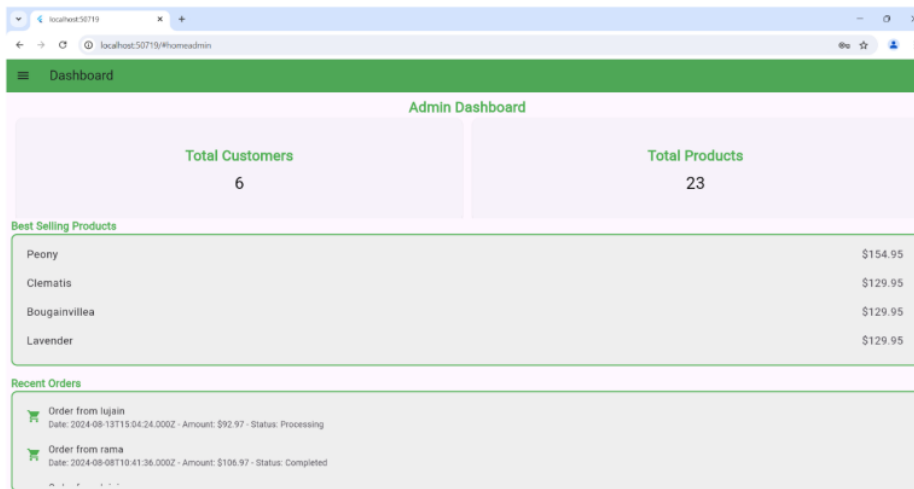 localhost:50719
localhost:50719/#homeadmin
Dashboard
Admin Dashboard
Total Customers
6
Total Products
23
Best Selling Products
Peony
$154.95
Clematis
$129.95
Bougainvillea
$129.95
Lavender
$129.95
Recent Orders
Order from lujain
Date: 2024-08-13T15:04:24.000Z - Amount: $92.97 - Status: Processing
Order from rama
Date: 2024-08-08T10:41:36.000Z - Amount: $106.97 - Status: Completed